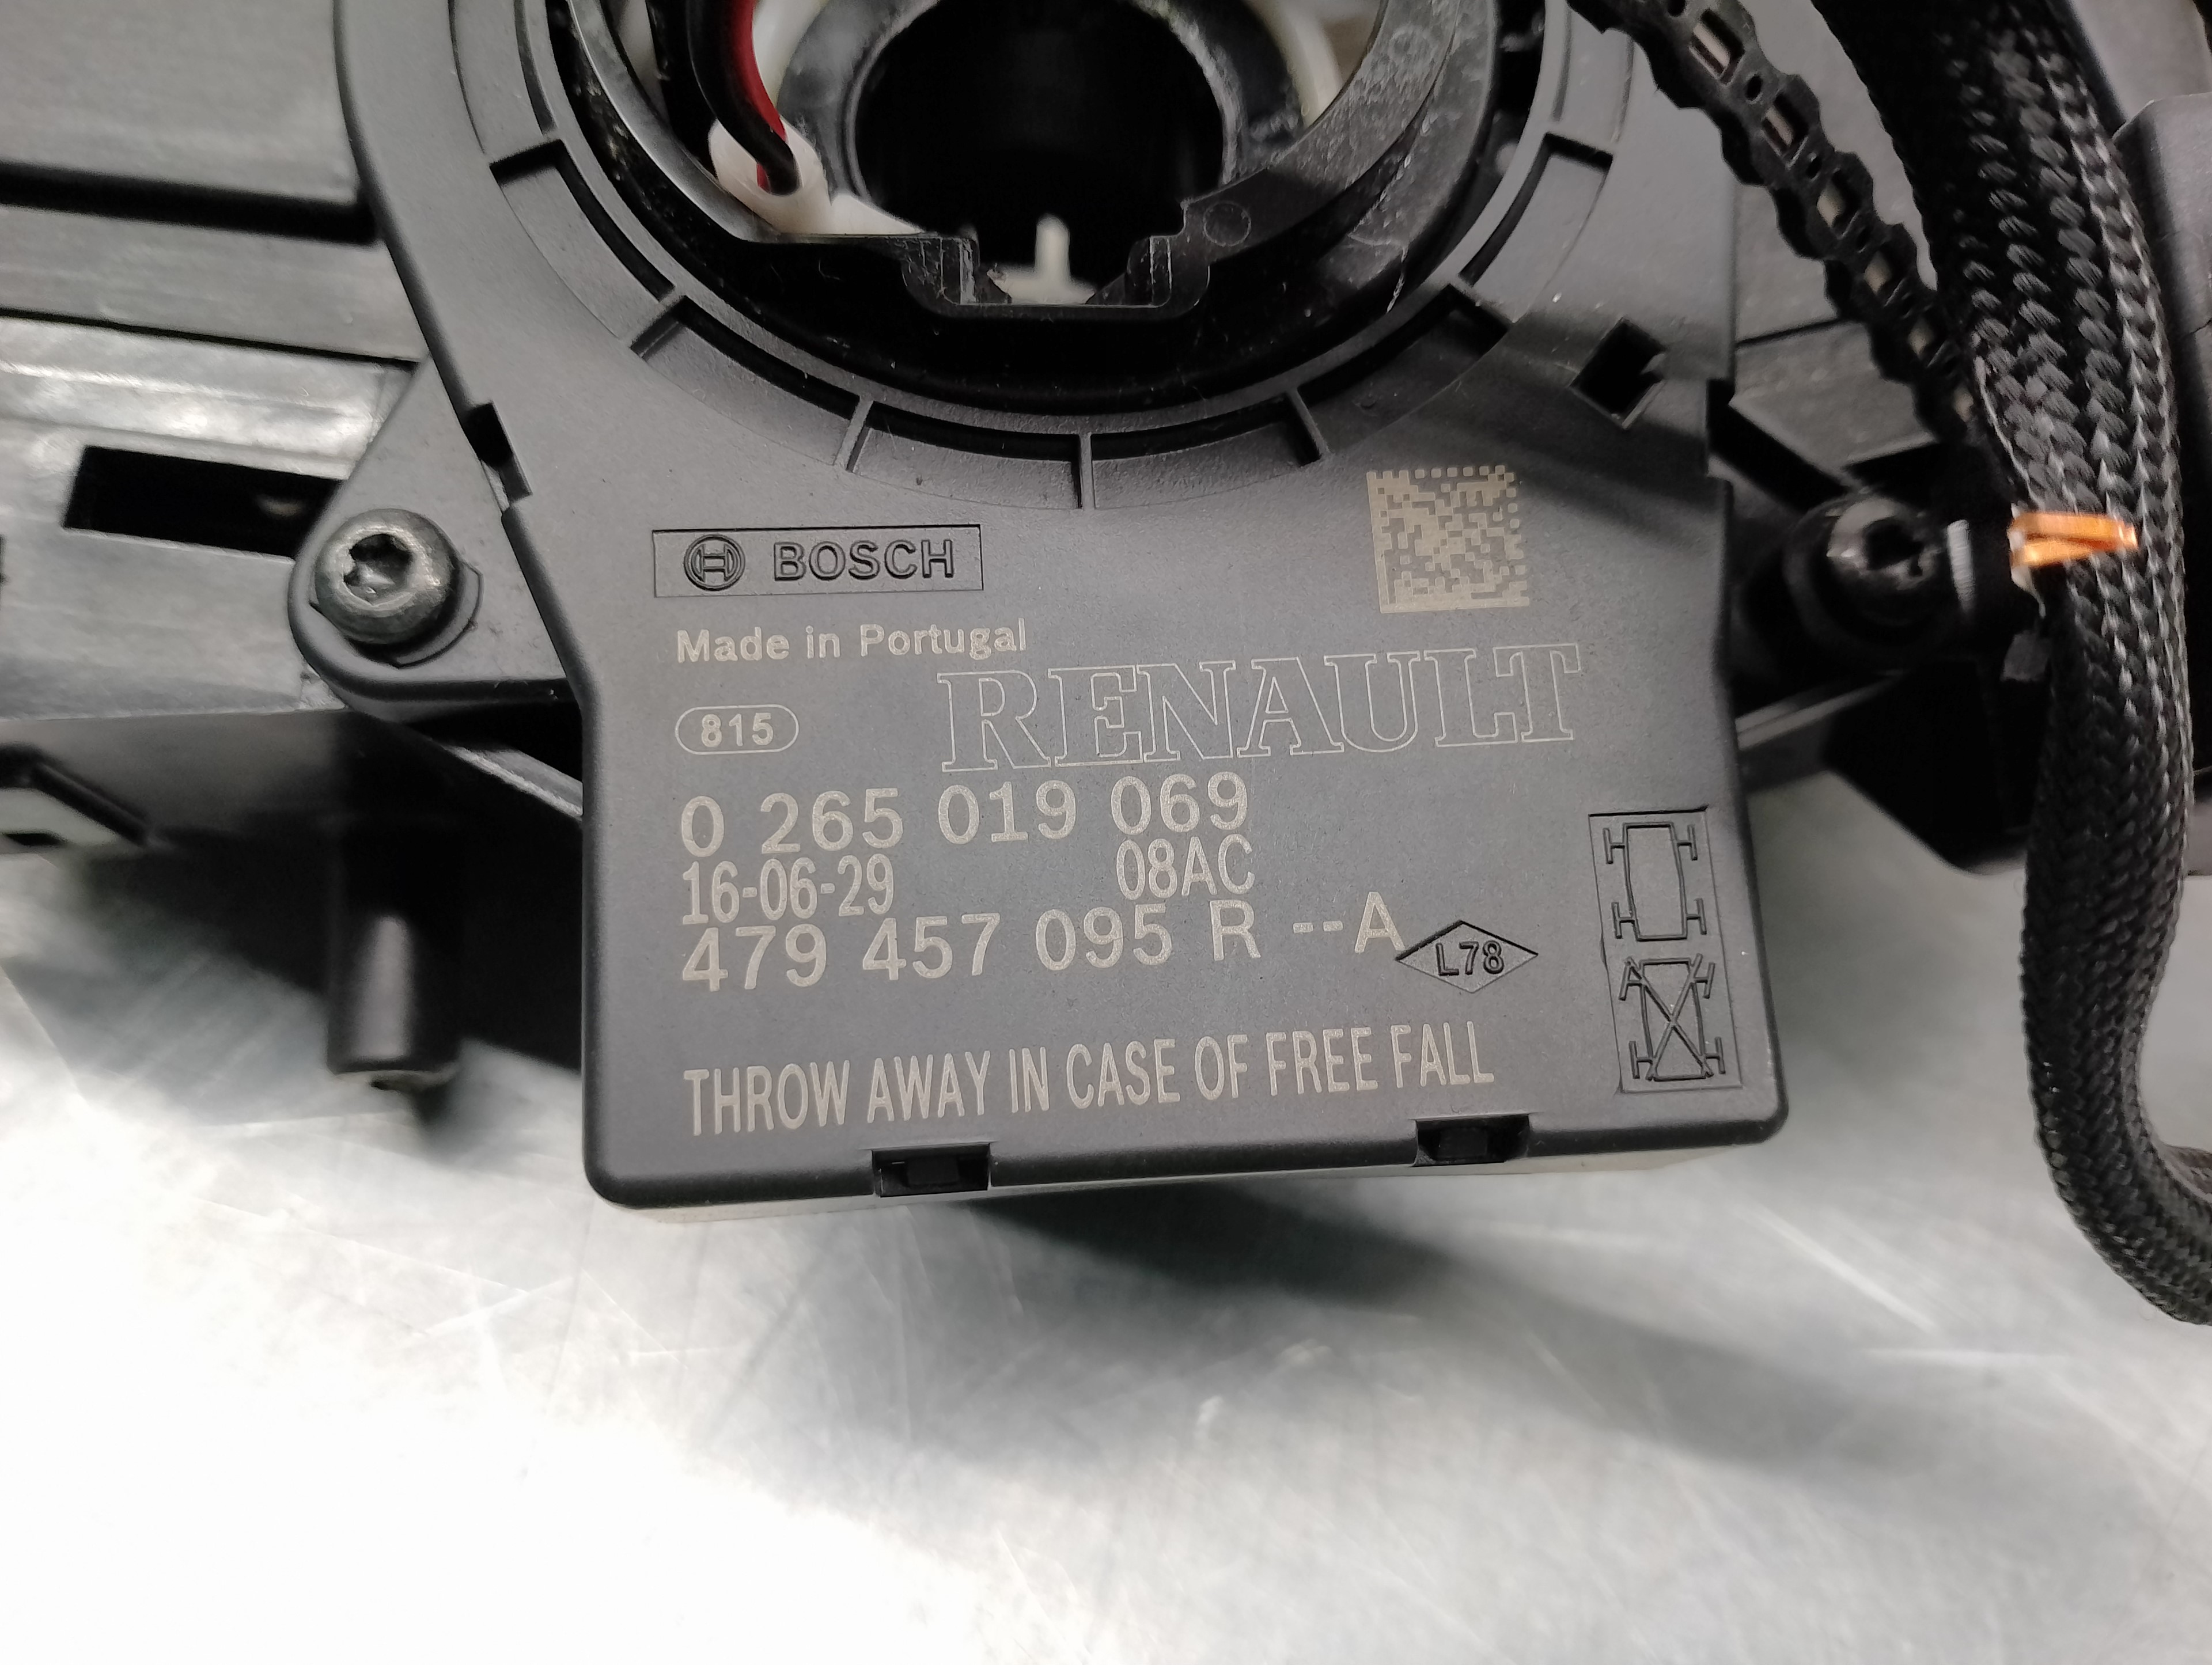 BOSCH
Made in Portugal
815
RENAULT
0 265 019 069
16-06-29 08AC
479 457 095 R --A
L78
THROW AWAY IN CASE OF FREE FALL